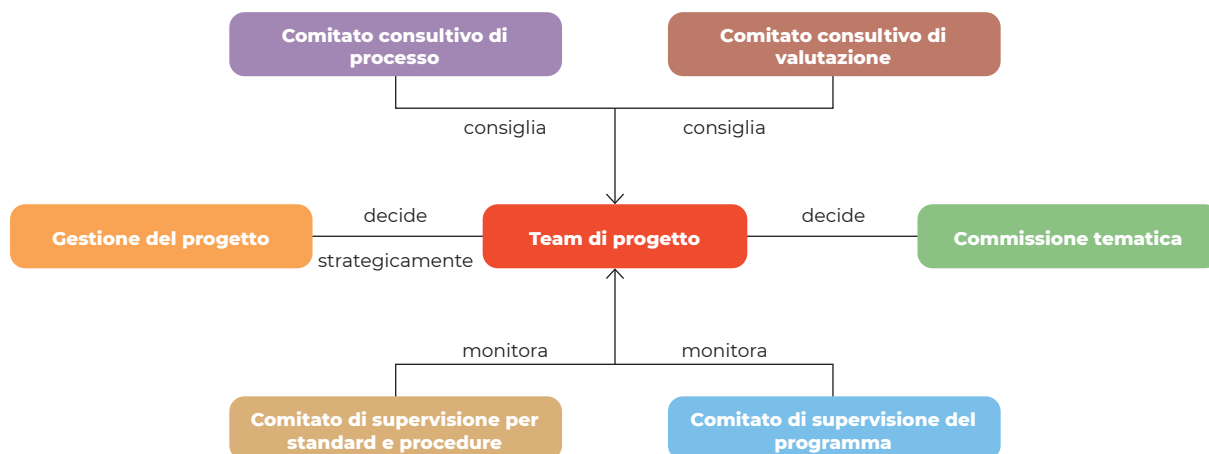 Comitato consultivo di
processo
Comitato consultivo di
valutazione
consiglia
consiglia
Gestione del progetto
decide
strategicamente
Team di progetto
decide
Commissione tematica
monitora
monitora
Comitato di supervisione per
standard e procedure
Comitato di supervisione del
programma